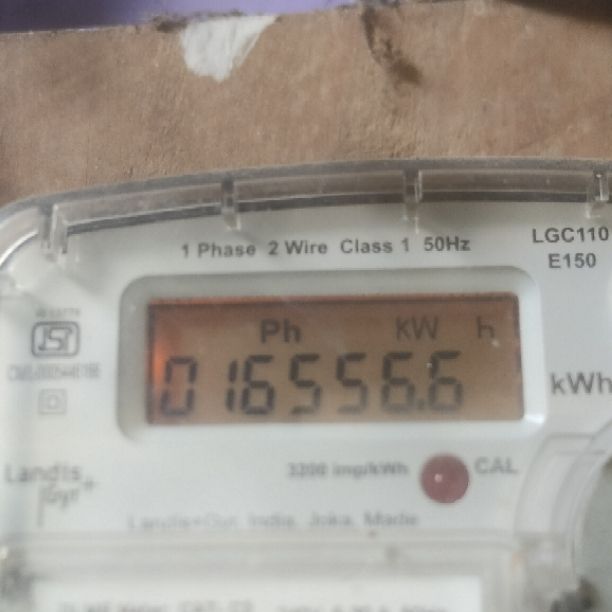 1 Phase 2 Wire Class 1 50Hz
LGC110
E150
Ph kW h
016556.6
kWh
3200 imp/kWh
CAL
Landis
Gyr+
Landis+Gyr, India, Joka, Made